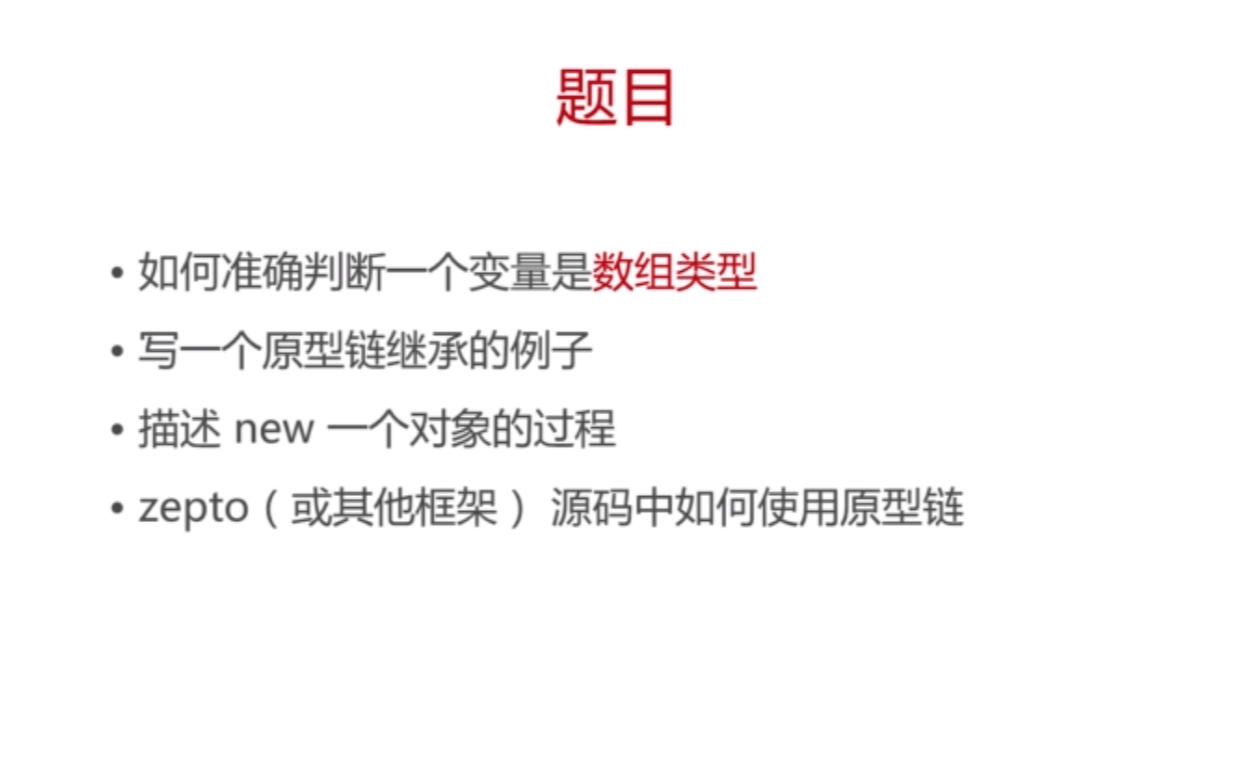 题目
• 如何准确判断一个变量是数组类型
• 写一个原型链继承的例子
• 描述 new 一个对象的过程
• zepto（或其他框架） 源码中如何使用原型链